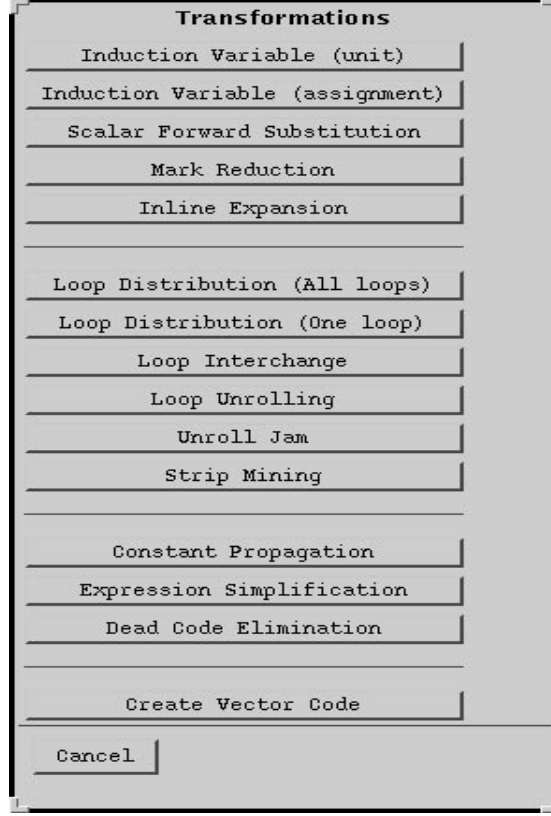 Transformations
Induction Variable (unit)
Induction Variable (assignment)
Scalar Forward Substitution
Mark Reduction
Inline Expansion
Loop Distribution (All loops)
Loop Distribution (One loop)
Loop Interchange
Loop Unrolling
Unroll Jam
Strip Mining
Constant Propagation
Expression Simplification
Dead Code Elimination
Create Vector Code
Cancel